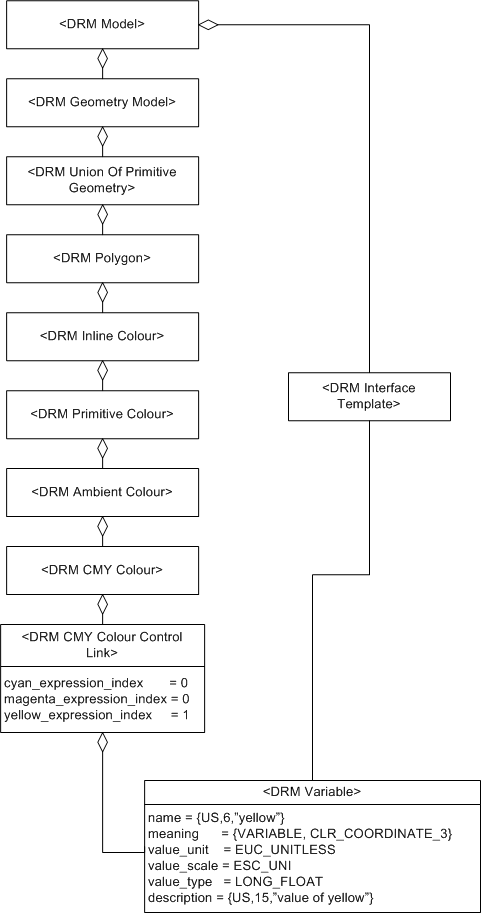 <DRM Model>
<DRM Geometry Model>
<DRM Union Of Primitive
Geometry>
<DRM Polygon>
<DRM Inline Colour>
<DRM Interface
Template>
<DRM Primitive Colour>
<DRM Ambient Colour>
<DRM CMY Colour>
<DRM CMY Colour Control
Link>
cyan_expression_index = 0
magenta_expression_index = 0
yellow_expression_index = 1
<DRM Variable>
name = {US,6,"yellow"}
meaning = {VARIABLE, CLR_COORDINATE_3}
value_unit = EUC_UNITLESS
value_scale = ESC_UNI
value_type = LONG_FLOAT
description = {US,15,"value of yellow"}